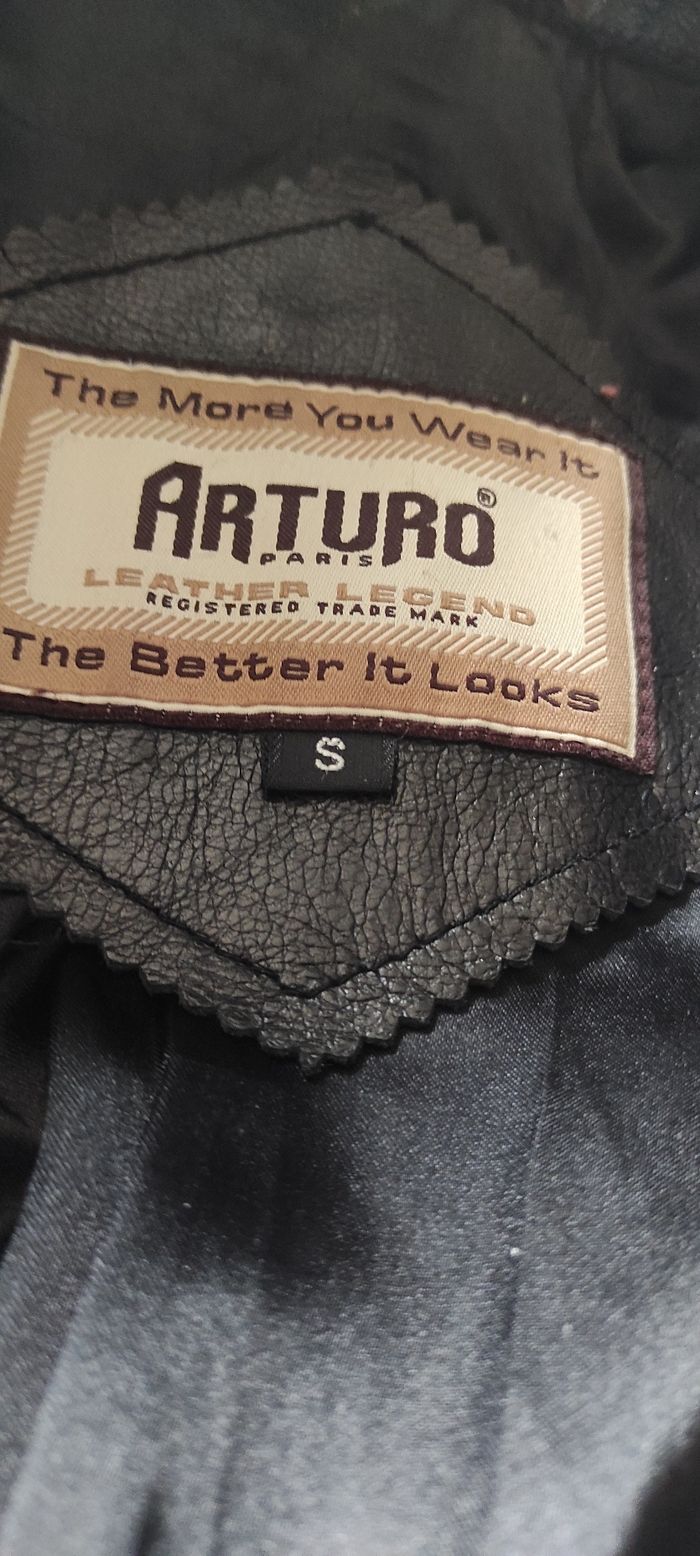 The More You Wear It
ARTURO®
PARIS
LEATHER LEGEND
REGISTERED TRADE MARK
The Better It Looks
S